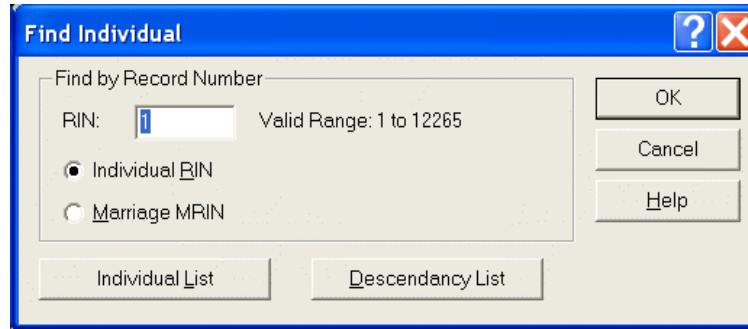 Find Individual
?
Find by Record Number
RIN: 1 Valid Range: 1 to 12265
Individual RIN
Marriage MRIN
OK
Cancel
Help
Individual List
Descendancy List